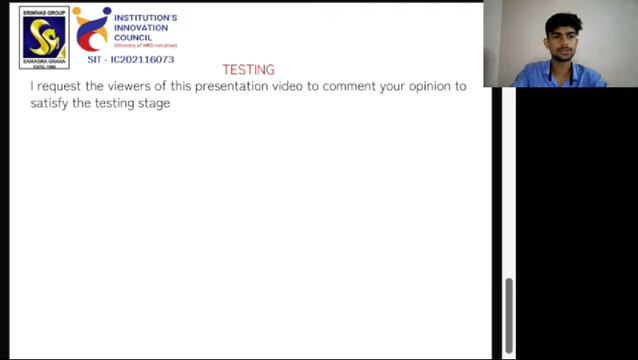 SRINIVAS GROUP
SAMAGRA GNANA
INSTITUTION'S
INNOVATION
COUNCIL
(Ministry of HRD Initiative)
SIT - IC202116073
TESTING
I request the viewers of this presentation video to comment your opinion to
satisfy the testing stage